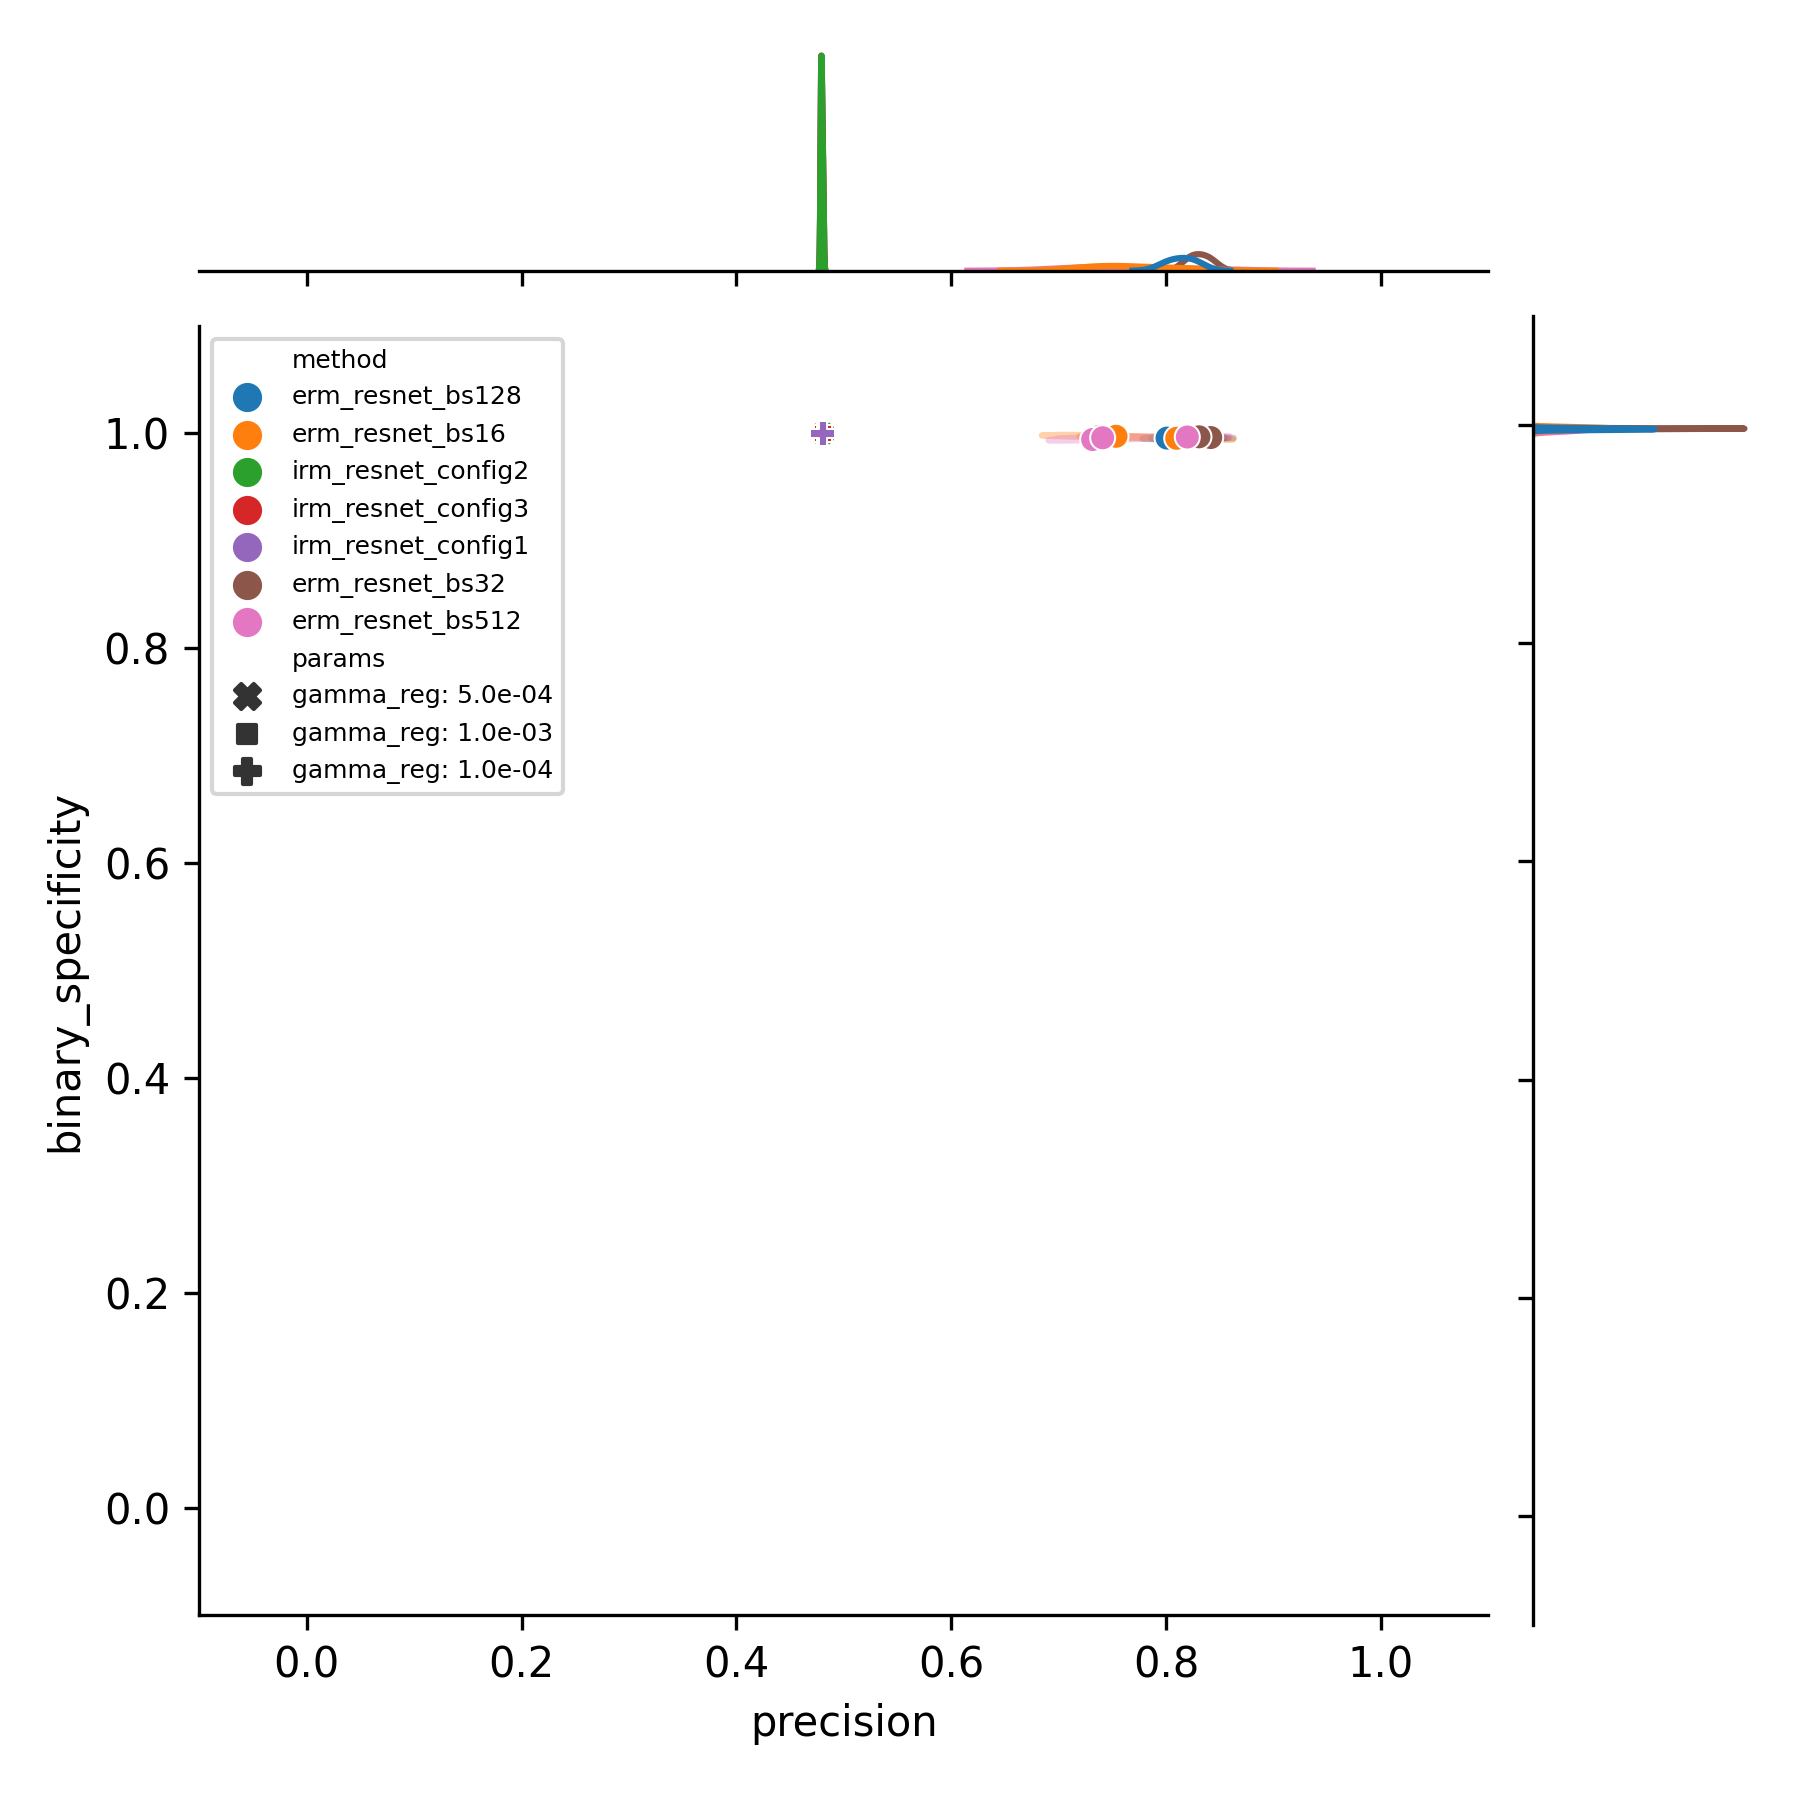 method
erm_resnet_bs128
erm_resnet_bs16
irm_resnet_config2
irm_resnet_config3
irm_resnet_config1
erm_resnet_bs32
erm_resnet_bs512
params
gamma_reg: 5.0e-04
gamma_reg: 1.0e-03
gamma_reg: 1.0e-04
1.0
0.8
0.6
0.4
0.2
0.0
binary_specificity
0.0 0.2 0.4 0.6 0.8 1.0
precision